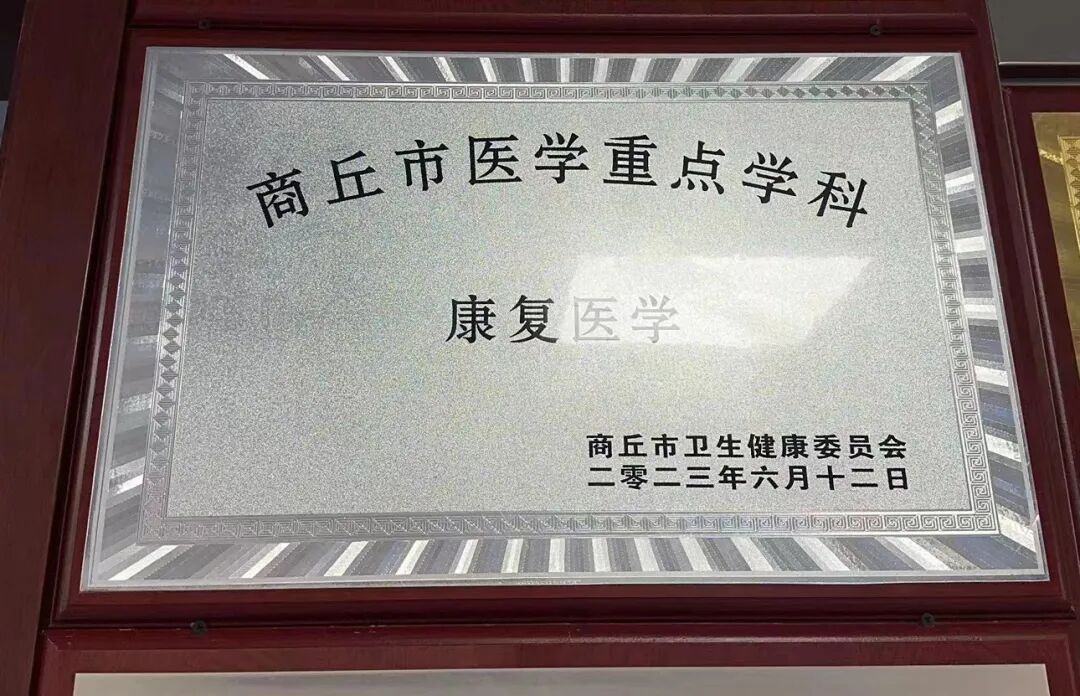 商丘市医学重点学科
康复医学
商丘市卫生健康委员会
二零二三年六月十二日